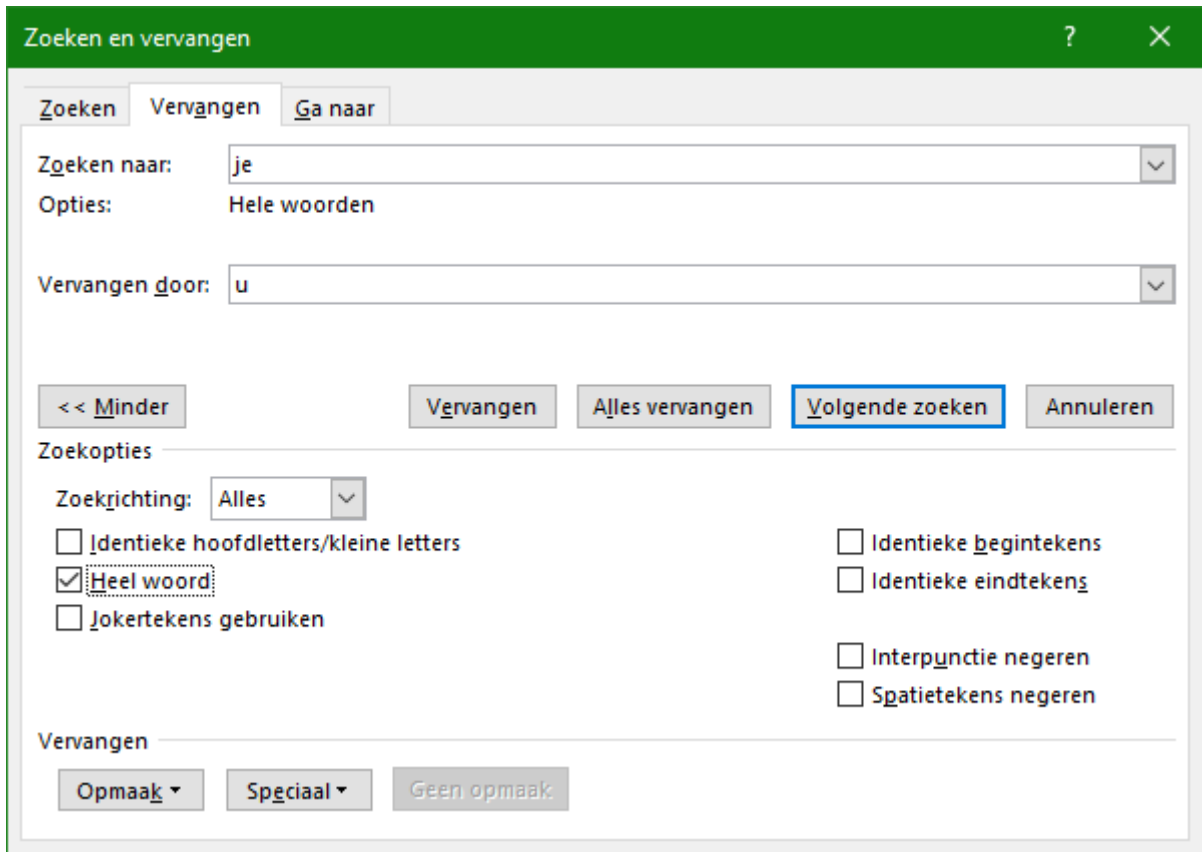 Zoeken en vervangen ?
Zoeken Vervangen Ga naar
Zoeken naar: je
Opties: Hele woorden
Vervangen door: u
<< Minder Vervangen Alles vervangen Volgende zoeken Annuleren
Zoekopties
Zoekrichting: Alles
Identieke hoofdletters/kleine letters Identieke begintekens
Heel woord Identieke eindtekens
Jokertekens gebruiken
Interpunctie negeren
Spatietekens negeren
Vervangen
Opmaak Speciaal Geen opmaak